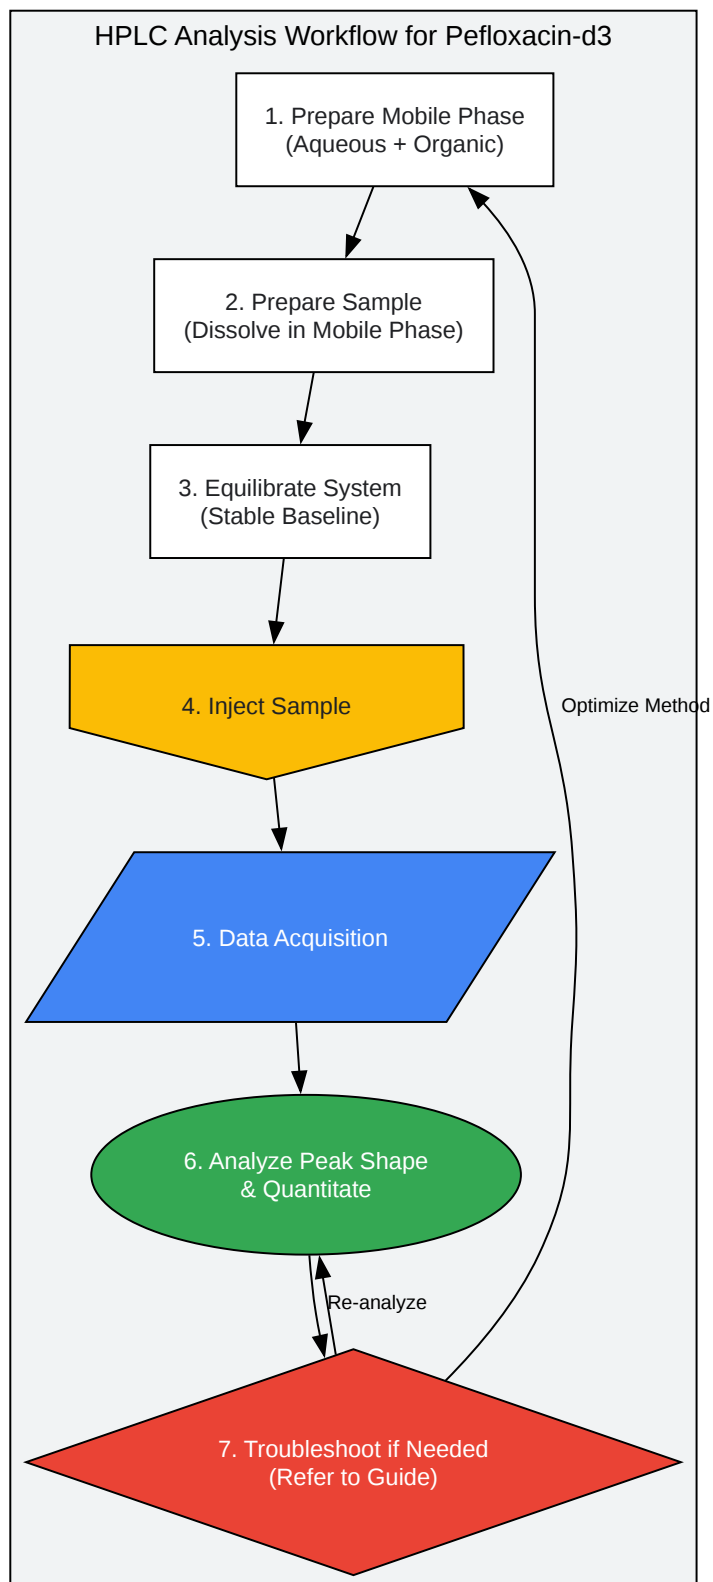 HPLC Analysis Workflow for Pefloxacin-d3
1. Prepare Mobile Phase
(Aqueous + Organic)
2. Prepare Sample
(Dissolve in Mobile Phase)
3. Equilibrate System
(Stable Baseline)
4. Inject Sample
Optimize Method
5. Data Acquisition
6. Analyze Peak Shape
& Quantitate
Re-analyze
7. Troubleshoot if Needed
(Refer to Guide)